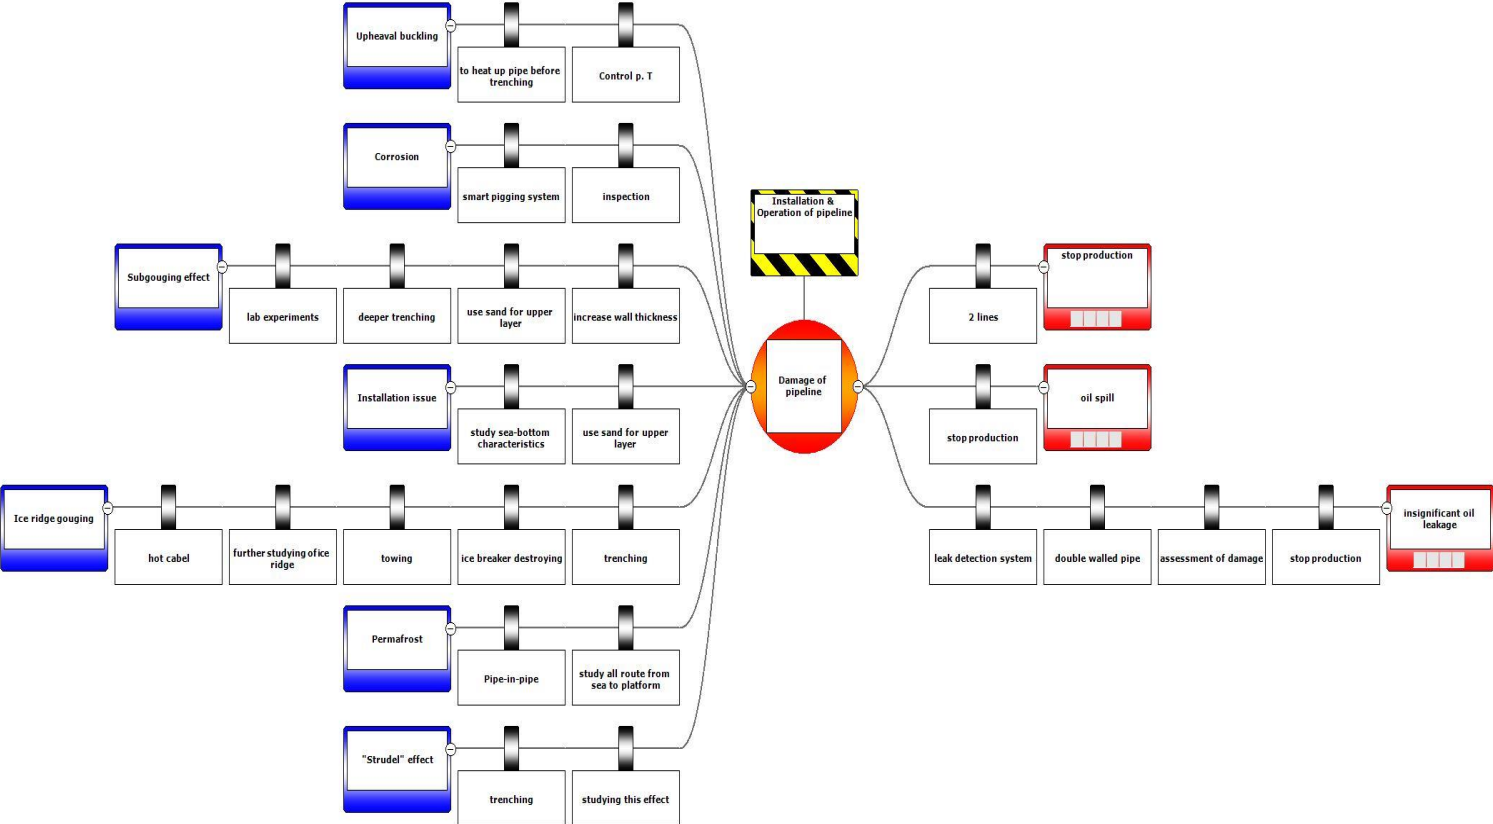 Upheaval buckling
to heat up pipe before
trenching
Control p. T
Corrosion
smart pigging system
inspection
Installation &
Operation of pipeline
Subgouging effect
lab experiments
deeper trenching
use sand for upper
layer
increase wall thickness
2 lines
stop production
Damage of
pipeline
Installation issue
study sea-bottom
characteristics
use sand for upper
layer
stop production
oil spill
Ice ridge gouging
hot cabel
further studying of ice
ridge
towing
ice breaker destroying
trenching
leak detection system
double walled pipe
assessment of damage
stop production
insignificant oil
leakage
Permafrost
Pipe-in-pipe
study all route from
sea to platform
"Strudel" effect
trenching
studying this effect